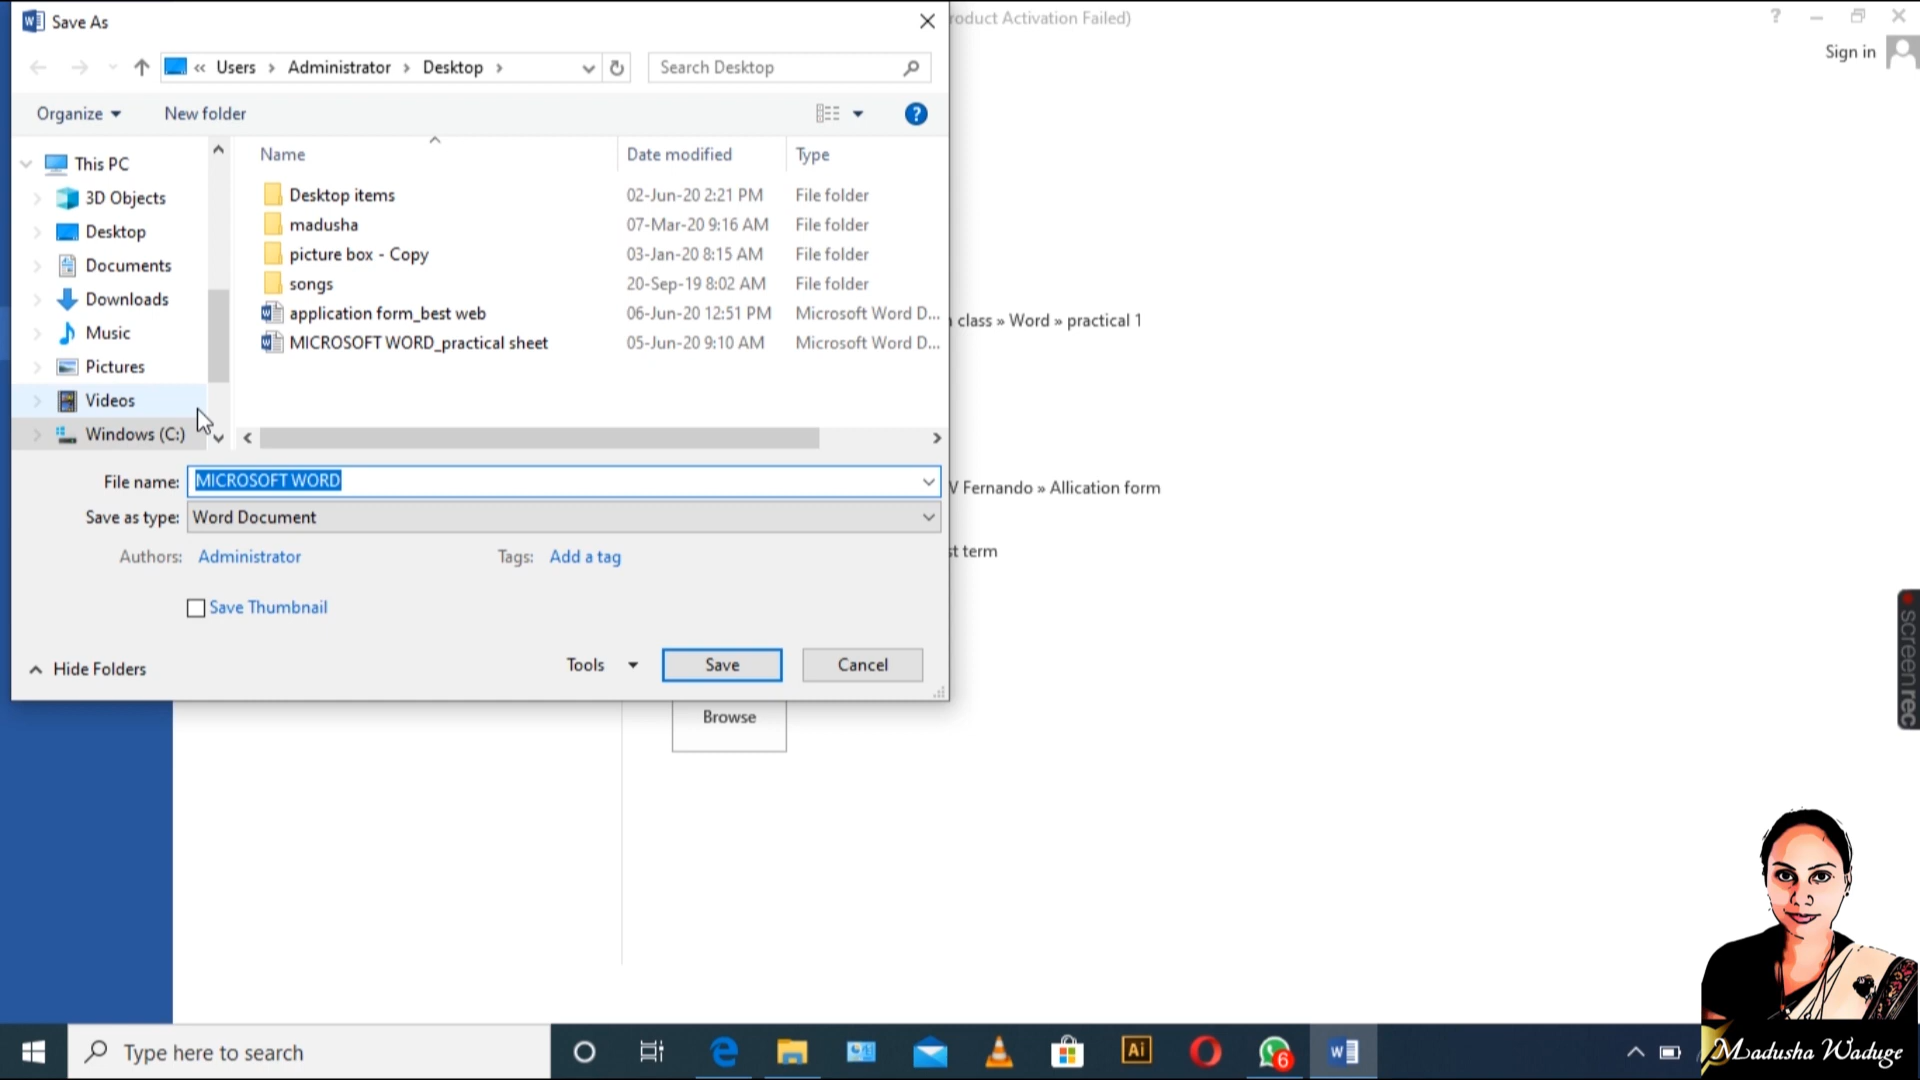 Save As
roduct Activation Failed)
?
Sign in
« Users › Administrator › Desktop ›
Search Desktop
Organize
New folder
?
Name
Date modified
Type
This PC
3D Objects
Desktop
Documents
Downloads
Music
Pictures
Videos
Windows (C:)
Desktop items 02-Jun-20 2:21 PM File folder
madusha 07-Mar-20 9:16 AM File folder
picture box - Copy 03-Jan-20 8:15 AM File folder
songs 20-Sep-19 8:02 AM File folder
application form_best web 06-Jun-20 12:51 PM Microsoft Word D...
MICROSOFT WORD_practical sheet 05-Jun-20 9:10 AM Microsoft Word D...
class » Word » practical 1
File name: MICROSOFT WORD
V Fernando » Allication form
Save as type: Word Document
Authors: Administrator
Tags: Add a tag
st term
Save Thumbnail
Hide Folders
Tools
Save
Cancel
Browse
screenrec
Type here to search
Ai
6
Madusha Waduge